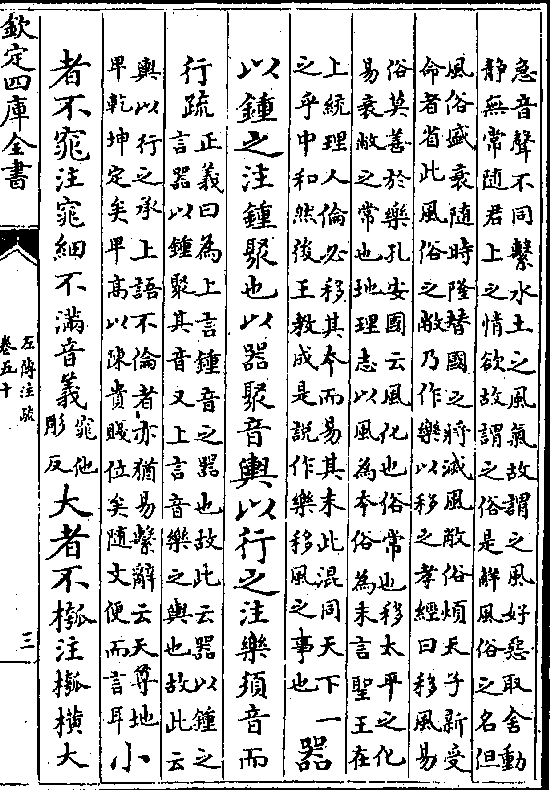 急音聲不同繫水土之風氣故謂之風好惡取舍動
靜無常隨君上之情欲故謂之俗是解風俗之名但
風俗盛衰隨時隆替國之將滅風敝俗煩天子新受
命者省此風俗之敝乃作樂以移之孝經曰移風易
俗莫善於樂孔安國云風化也俗常也移太平之化
易衰敝之常也地理志以風為本俗為末言聖王在
上統理人倫必移其本而易其末此混同天下一
之乎中和然後王教成是說作樂移風之事也
器
以鍾之注鍾聚也以器聚音輿以行之注樂須音而
行疏
正義曰為上言鍾音之器也故此云器以鍾之
言器以鍾聚其音又上言音樂之輿也故此云
輿以行之承上語不倫者亦猶易繫辭云天尊地
卑乾坤定矣卑高以陳貴賤位矣隨文便而言耳
小
者不窕注窕細不滿音義
窕他
彫反
大者不槬注槬橫大
欽定四庫全書
左傳注疏
卷五十
三